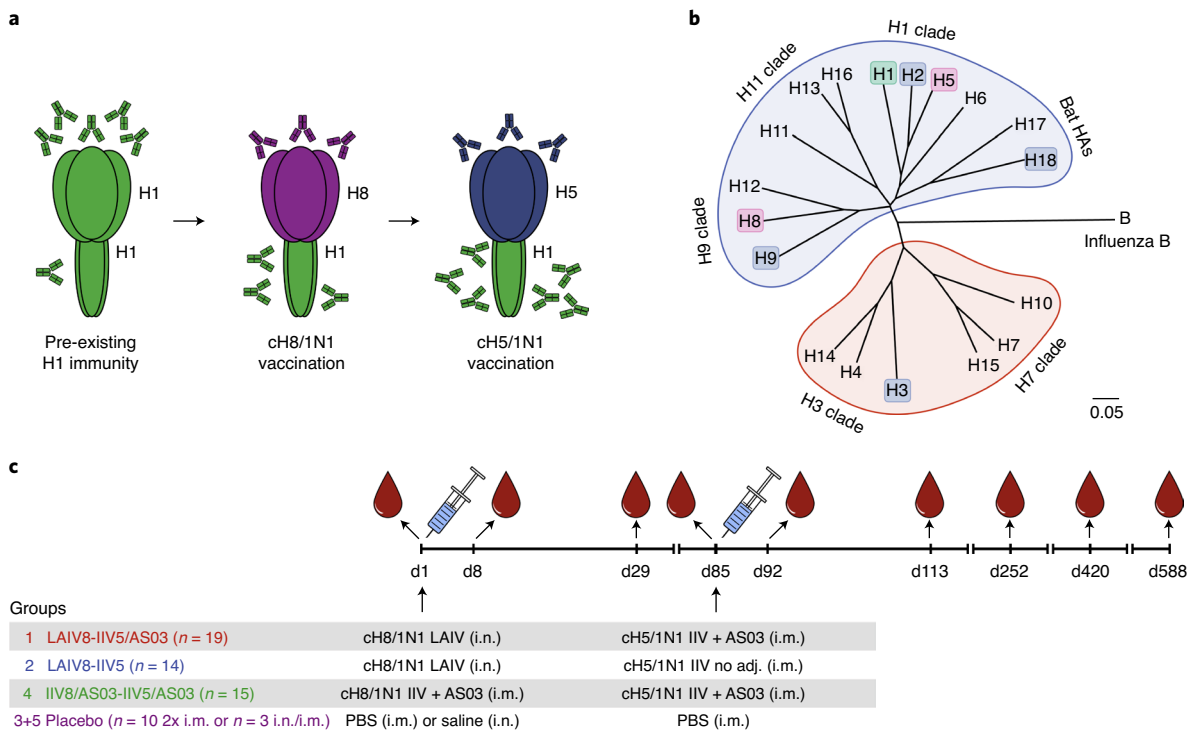 a
H1
H1
Pre-existing
H1 immunity
H8
H1
cH8/1N1
vaccination
H5
H1
cH5/1N1
vaccination
b
H1 clade
H11 clade
Bat HAs
H9 clade
H16
H13
H11
H1
H2
H5
H6
H17
H18
H12
H8
H9
B
Influenza B
H10
H7
H15
H14
H4
H3
H7 clade
H3 clade
0.05
c
d1
d8
d29
d85
d92
d113
d252
d420
d588
Groups
1 LAIV8-IIV5/AS03 (n = 19) cH8/1N1 LAIV (i.n.) cH5/1N1 IIV + AS03 (i.m.)
2 LAIV8-IIV5 (n = 14) cH8/1N1 LAIV (i.n.) cH5/1N1 IIV no adj. (i.m.)
4 IIV8/AS03-IIV5/AS03 (n = 15) cH8/1N1 IIV + AS03 (i.m.) cH5/1N1 IIV + AS03 (i.m.)
3+5 Placebo (n = 10 2x i.m. or n = 3 i.n./i.m.) PBS (i.m.) or saline (i.n.) PBS (i.m.)